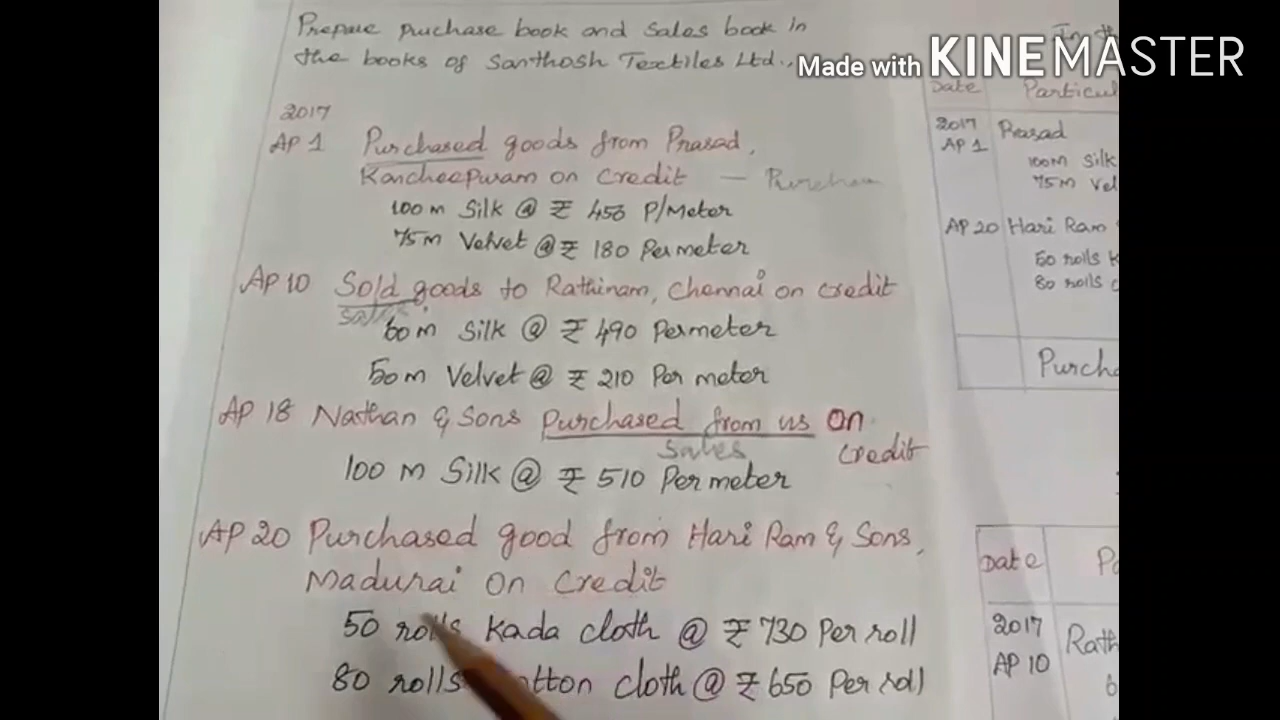 Prepare purchase book and sales book in
the books of Santhosh Textiles Ltd.,
Made with KINEMASTER
2017
AP 1 Purchased goods from Prasad,
Kancheepuram on credit —
100 m Silk @ ₹ 450 P/Meter
75m Velvet @ ₹ 180 Per meter
AP 10 Sold goods to Rathinam, Chennai on credit
Sales
60m Silk @ ₹ 490 Per meter
50m Velvet @ ₹ 210 Per meter
AP 18 Nathan & Sons purchased from us on
credit
Sales
100 M Silk @ ₹ 510 Per meter
AP 20 Purchased good from Hari Ram & Sons,
Madurai on credit
50 rolls kada cloth @ ₹ 730 Per roll
80 rolls cloth @ ₹ 650 Per roll
Date Particul
2017 Prasad
AP 1
100m Silk
75m Vel
AP 20 Hari Ram
50 rolls K
80 rolls c
Purcha
Date Pa
2017 Rath
AP 10
6